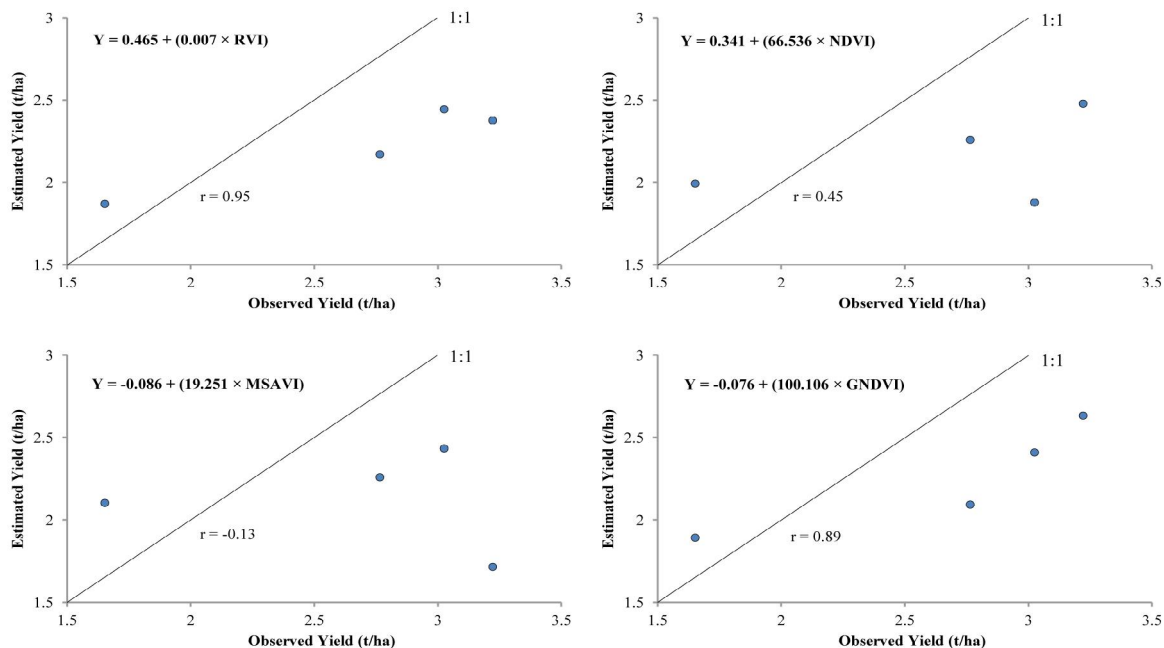 3
1:1
Y = 0.465 + (0.007 × RVI)
2.5
2
r = 0.95
1.5
Estimated Yield (t/ha)
1.5 2 2.5 3 3.5
Observed Yield (t/ha)
3
1:1
Y = 0.341 + (66.536 × NDVI)
2.5
2
r = 0.45
1.5
Estimated Yield (t/ha)
1.5 2 2.5 3 3.5
Observed Yield (t/ha)
3
1:1
Y = -0.086 + (19.251 × MSAVI)
2.5
2
r = -0.13
1.5
Estimated Yield (t/ha)
1.5 2 2.5 3 3.5
Observed Yield (t/ha)
3
1:1
Y = -0.076 + (100.106 × GNDVI)
2.5
2
r = 0.89
1.5
Estimated Yield (t/ha)
1.5 2 2.5 3 3.5
Observed Yield (t/ha)